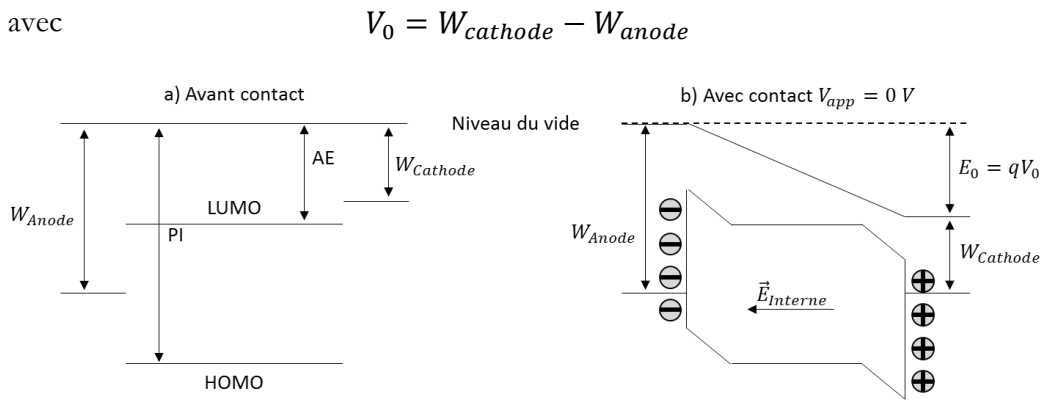 avec V₀ = W_cathode − W_anode
a) Avant contact
b) Avec contact V_app = 0 V
Niveau du vide
AE
W_Cathode
E₀ = qV₀
LUMO
W_Anode
PI
W_Anode
W_Cathode
E⃗_Interne
HOMO